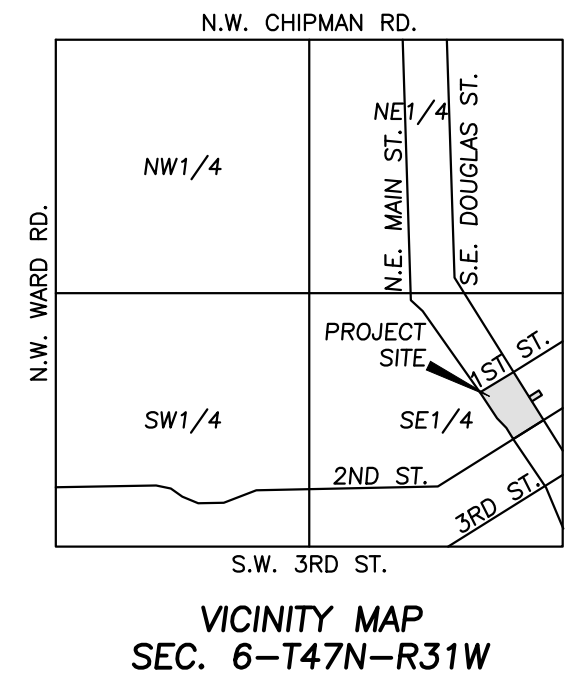 N.W. CHIPMAN RD.
NE1/4
NW1/4
N.E. MAIN ST.
S.E. DOUGLAS ST.
N.W. WARD RD.
PROJECT
SITE
1ST ST.
SW1/4
SE1/4
2ND ST.
3RD ST.
S.W. 3RD ST.
VICINITY MAP
SEC. 6-T47N-R31W